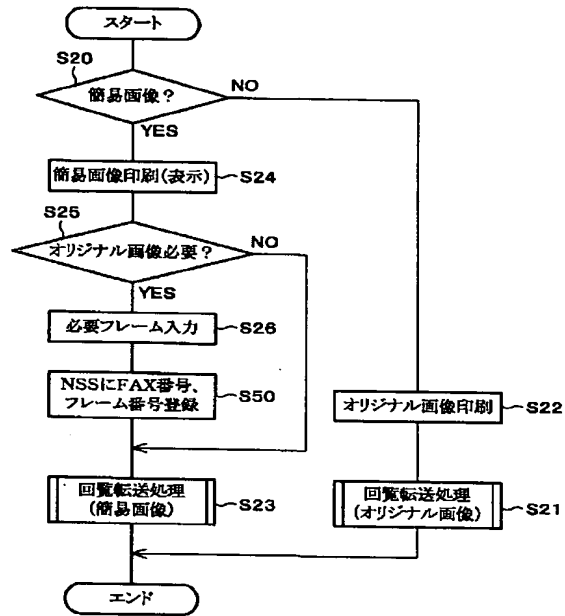 スタート
S20
簡易画像?
NO
YES
簡易画像印刷(表示)
S24
S25
オリジナル画像必要?
NO
YES
必要フレーム入力
S26
NSSにFAX番号、
フレーム番号登録
S50
オリジナル画像印刷
S22
回覧転送処理
(簡易画像)
S23
回覧転送処理
(オリジナル画像)
S21
エンド